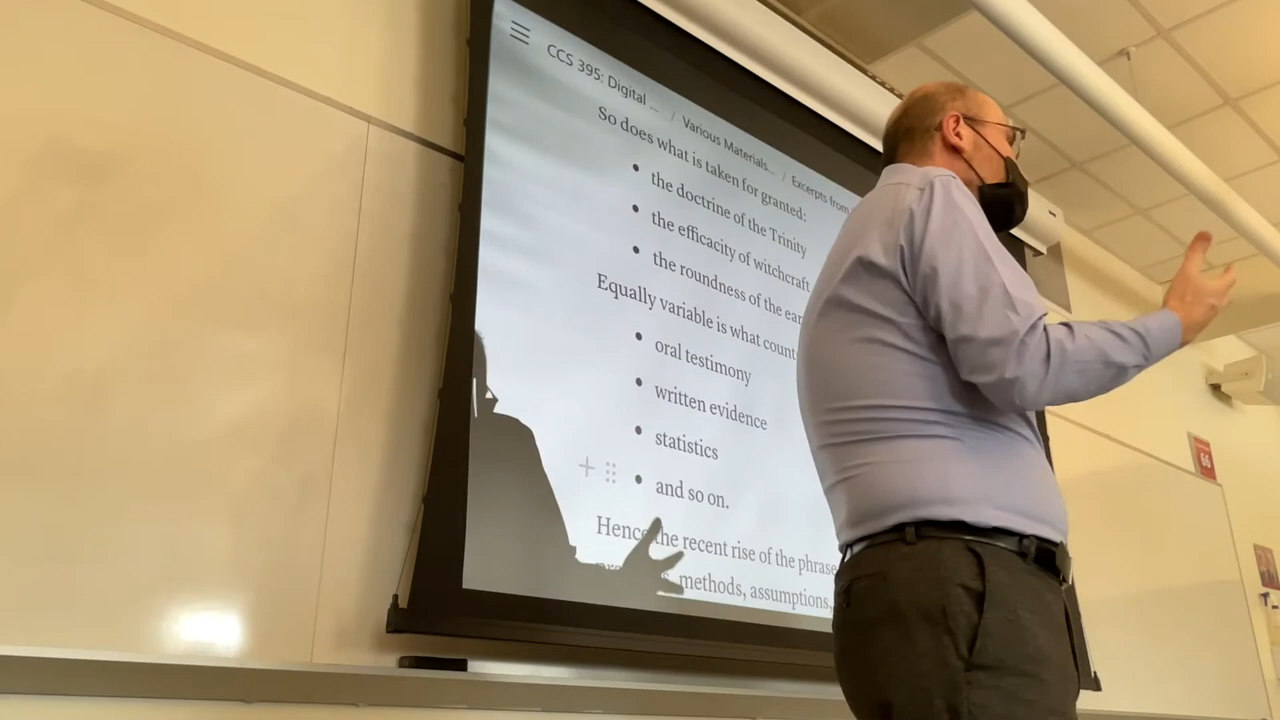 CCS 395: Digital ... / Various Materials... / Excerpts from
So does what is taken for granted:
• the doctrine of the Trinity
• the efficacy of witchcraft
• the roundness of the ear
Equally variable is what count
• oral testimony
• written evidence
• statistics
• and so on.
Hence the recent rise of the phrase
methods, assumptions,